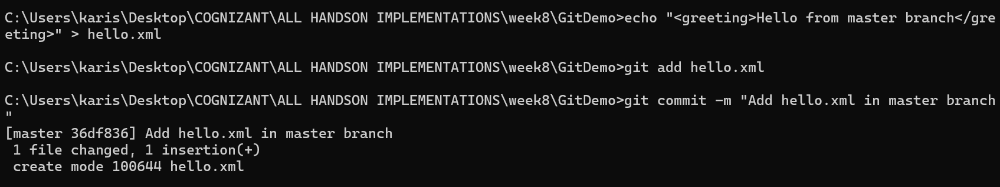 C:\Users\karis\Desktop\COGNIZANT\ALL HANDSON IMPLEMENTATIONS\week8\GitDemo>echo "<greeting>Hello from master branch</gre
eting>" > hello.xml
C:\Users\karis\Desktop\COGNIZANT\ALL HANDSON IMPLEMENTATIONS\week8\GitDemo>git add hello.xml
C:\Users\karis\Desktop\COGNIZANT\ALL HANDSON IMPLEMENTATIONS\week8\GitDemo>git commit -m "Add hello.xml in master branch
"
[master 36df836] Add hello.xml in master branch
 1 file changed, 1 insertion(+)
 create mode 100644 hello.xml